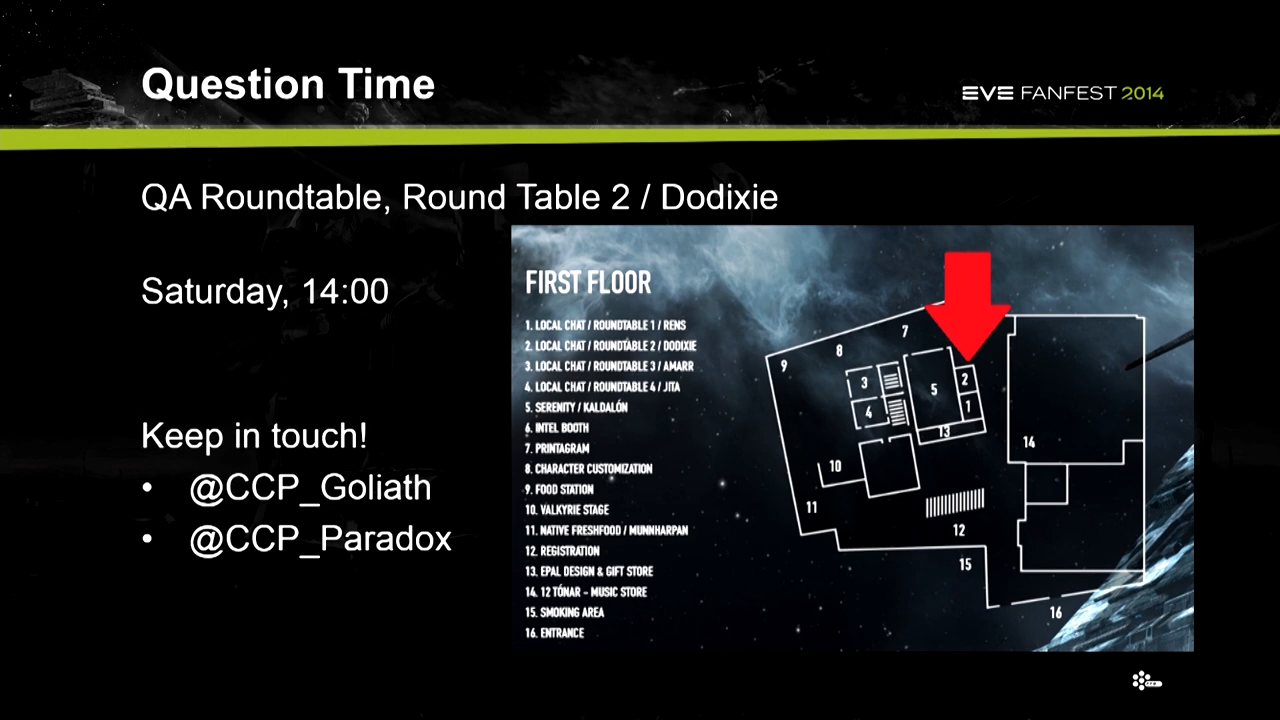 Question Time
EVE FANFEST 2014
QA Roundtable, Round Table 2 / Dodixie
Saturday, 14:00
Keep in touch!
• @CCP_Goliath
• @CCP_Paradox
FIRST FLOOR
1. LOCAL CHAT / ROUNDTABLE 1 / RENS
2. LOCAL CHAT / ROUNDTABLE 2 / DODIXIE
3. LOCAL CHAT / ROUNDTABLE 3 / AMARR
4. LOCAL CHAT / ROUNDTABLE 4 / JITA
5. SERENITY / KALDALÓN
6. INTEL BOOTH
7. PRINTAGRAM
8. CHARACTER CUSTOMIZATION
9. FOOD STATION
10. VALKYRIE STAGE
11. NATIVE FRESHFOOD / MUNNHARPAN
12. REGISTRATION
13. EPAL DESIGN & GIFT STORE
14. 12 TÓNAR - MUSIC STORE
15. SMOKING AREA
16. ENTRANCE
7
8
9
3
5
2
4
1
13
14
10
11
12
15
16